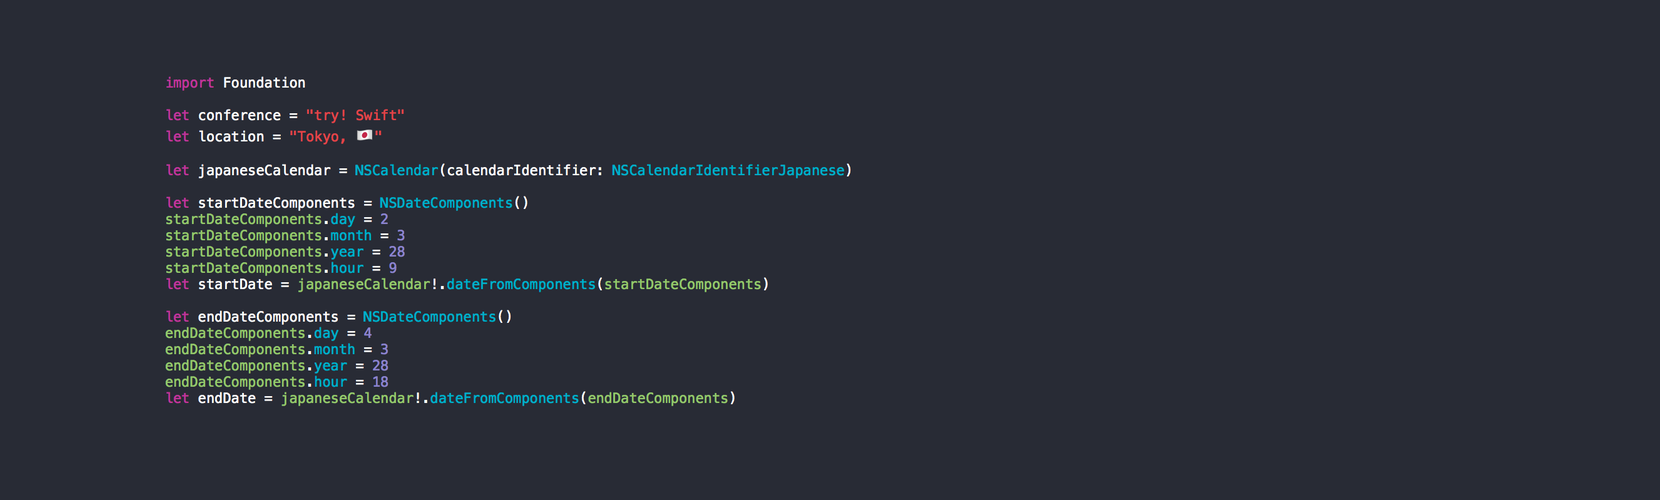 import Foundation
let conference = "try! Swift"
let location = "Tokyo, 🇯🇵"
let japaneseCalendar = NSCalendar(calendarIdentifier: NSCalendarIdentifierJapanese)
let startDateComponents = NSDateComponents()
startDateComponents.day = 2
startDateComponents.month = 3
startDateComponents.year = 28
startDateComponents.hour = 9
let startDate = japaneseCalendar!.dateFromComponents(startDateComponents)
let endDateComponents = NSDateComponents()
endDateComponents.day = 4
endDateComponents.month = 3
endDateComponents.year = 28
endDateComponents.hour = 18
let endDate = japaneseCalendar!.dateFromComponents(endDateComponents)